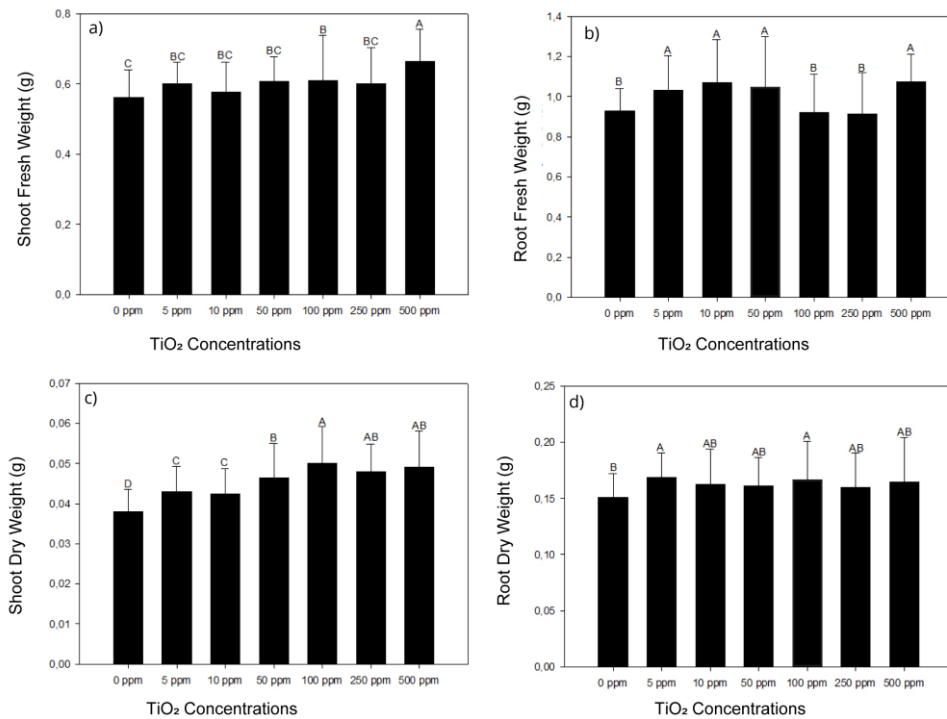 a)
Shoot Fresh Weight (g)
0,8
0,6
0,4
0,2
0,0
C
BC
BC
BC
B
BC
A
0 ppm 5 ppm 10 ppm 50 ppm 100 ppm 250 ppm 500 ppm
TiO₂ Concentrations
b)
Root Fresh Weight (g)
1,4
1,2
1,0
0,8
0,6
0,4
0,2
0,0
B
A
A
A
B
B
A
0 ppm 5 ppm 10 ppm 50 ppm 100 ppm 250 ppm 500 ppm
TiO₂ Concentrations
c)
Shoot Dry Weight (g)
0,07
0,06
0,05
0,04
0,03
0,02
0,01
0,00
D
C
C
B
A
AB
AB
0 ppm 5 ppm 10 ppm 50 ppm 100 ppm 250 ppm 500 ppm
TiO₂ Concentrations
d)
Root Dry Weight (g)
0,25
0,20
0,15
0,10
0,05
0,00
B
A
AB
AB
A
AB
AB
0 ppm 5 ppm 10 ppm 50 ppm 100 ppm 250 ppm 500 ppm
TiO₂ Concentrations